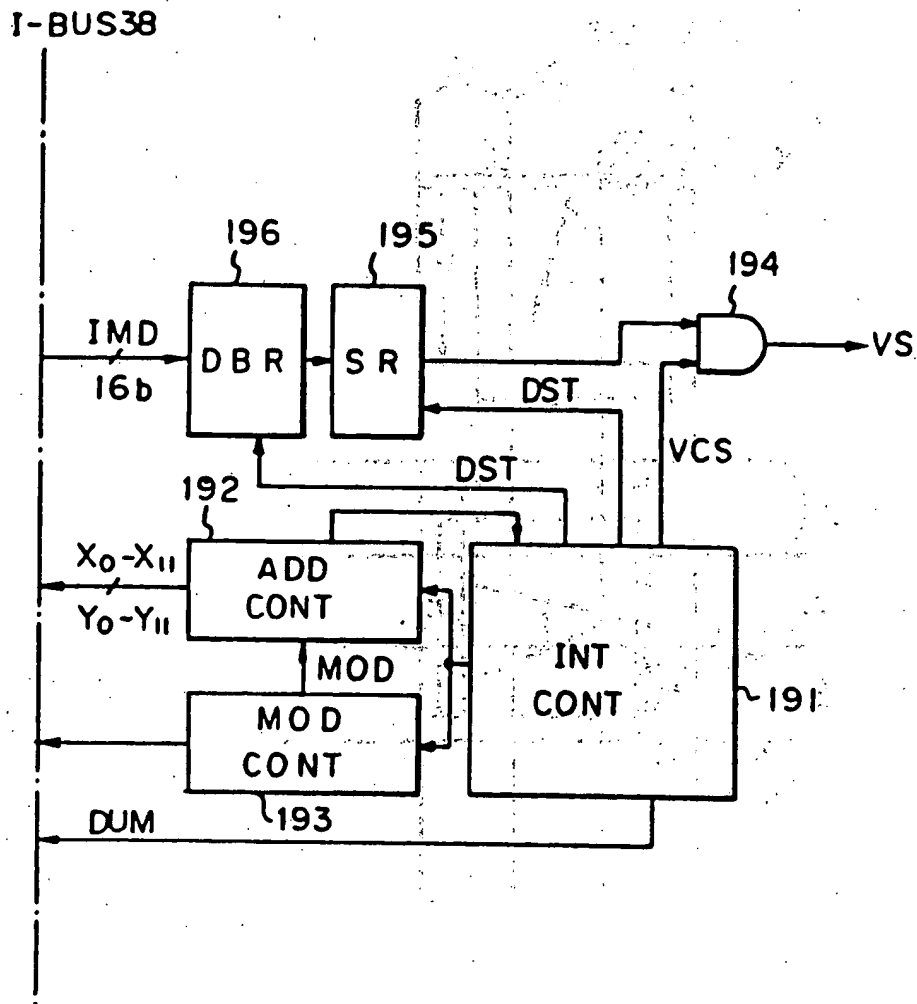 I-BUS38
196
195
194
IMD
16b
DBR
SR
VS
DST
VCS
DST
192
X0-X11
Y0-Y11
ADD
CONT
MOD
INT
CONT
191
MOD
CONT
193
DUM